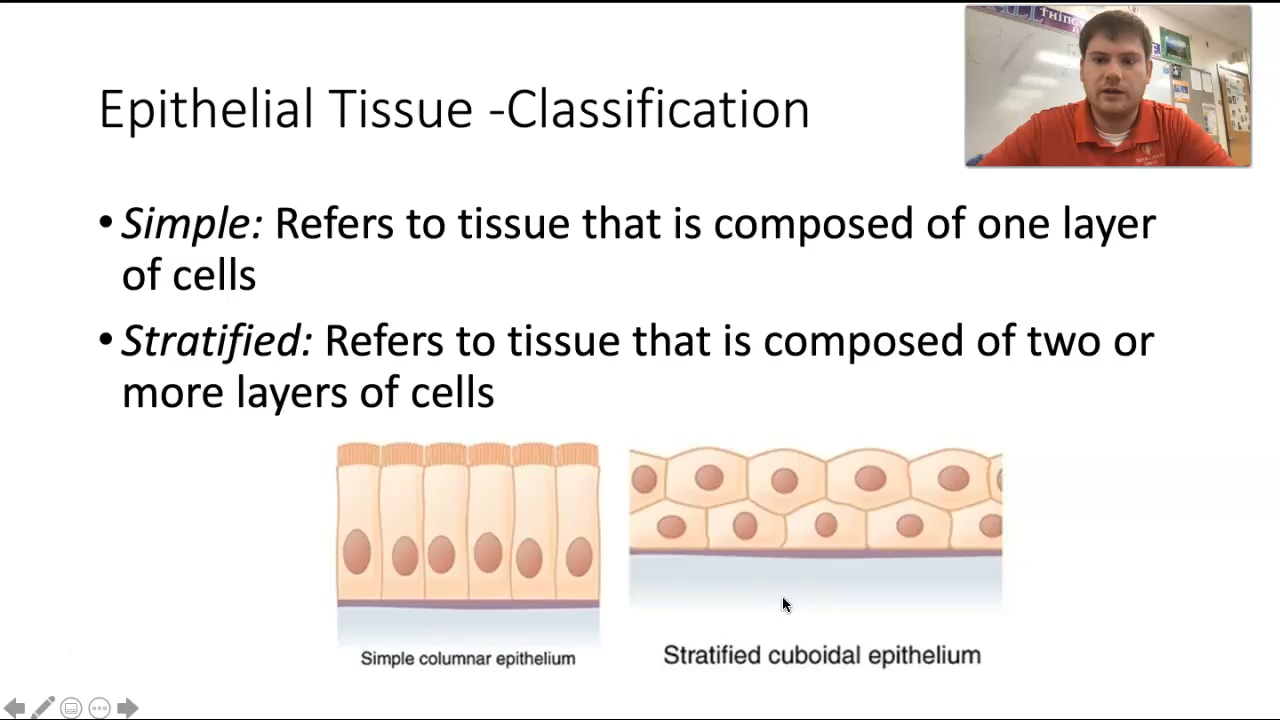 Epithelial Tissue -Classification
THINGS
• Simple: Refers to tissue that is composed of one layer
of cells
• Stratified: Refers to tissue that is composed of two or
more layers of cells
Simple columnar epithelium
Stratified cuboidal epithelium